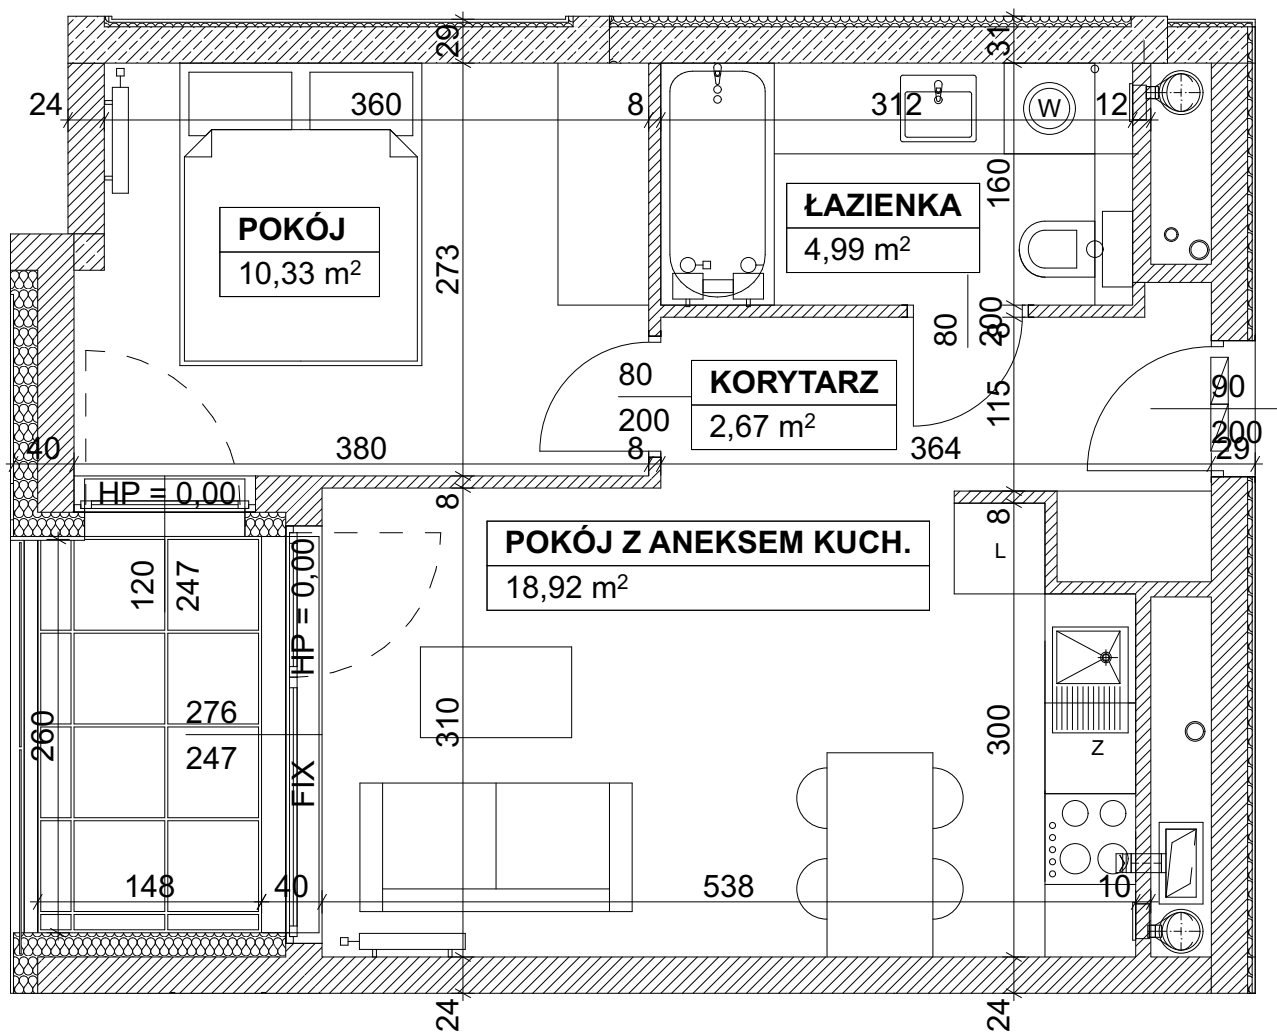 29
31
24
360
8
312
12
W
160
POKÓJ
10,33 m²
ŁAZIENKA
4,99 m²
273
80
200
8
80
200
KORYTARZ
2,67 m²
115
90
200
40
380
8
364
29
HP = 0,00
8
8
L
POKÓJ Z ANEKSEM KUCH.
18,92 m²
120
247
HP = 0,00
260
276
247
310
300
Z
FIX
148
40
538
10
24
24